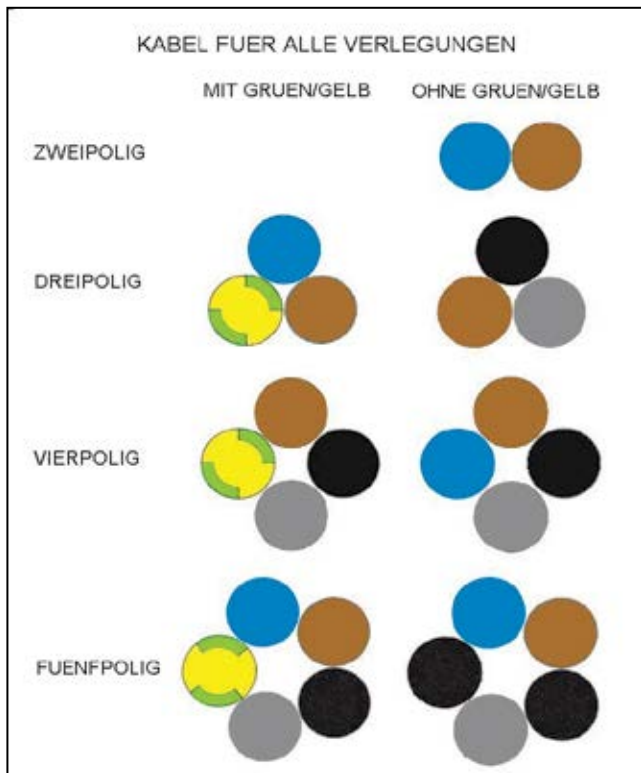 KABEL FUER ALLE VERLEGUNGEN
MIT GRUEN/GELB OHNE GRUEN/GELB
ZWEIPOLIG
DREIPOLIG
VIERPOLIG
FUENFPOLIG